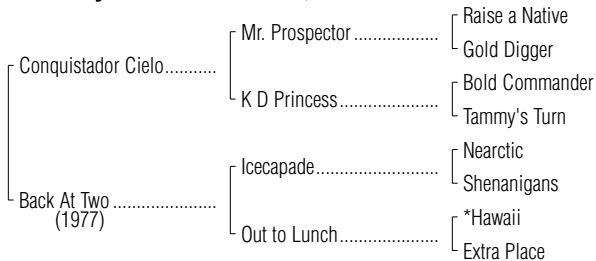 Raise a Native
Mr. Prospector ..................
Gold Digger
Conquistador Cielo...........
Bold Commander
K D Princess.....................
Tammy's Turn
Nearctic
Icecapade..........................
Shenanigans
Back At Two ......................
(1977)
*Hawaii
Out to Lunch.....................
Extra Place